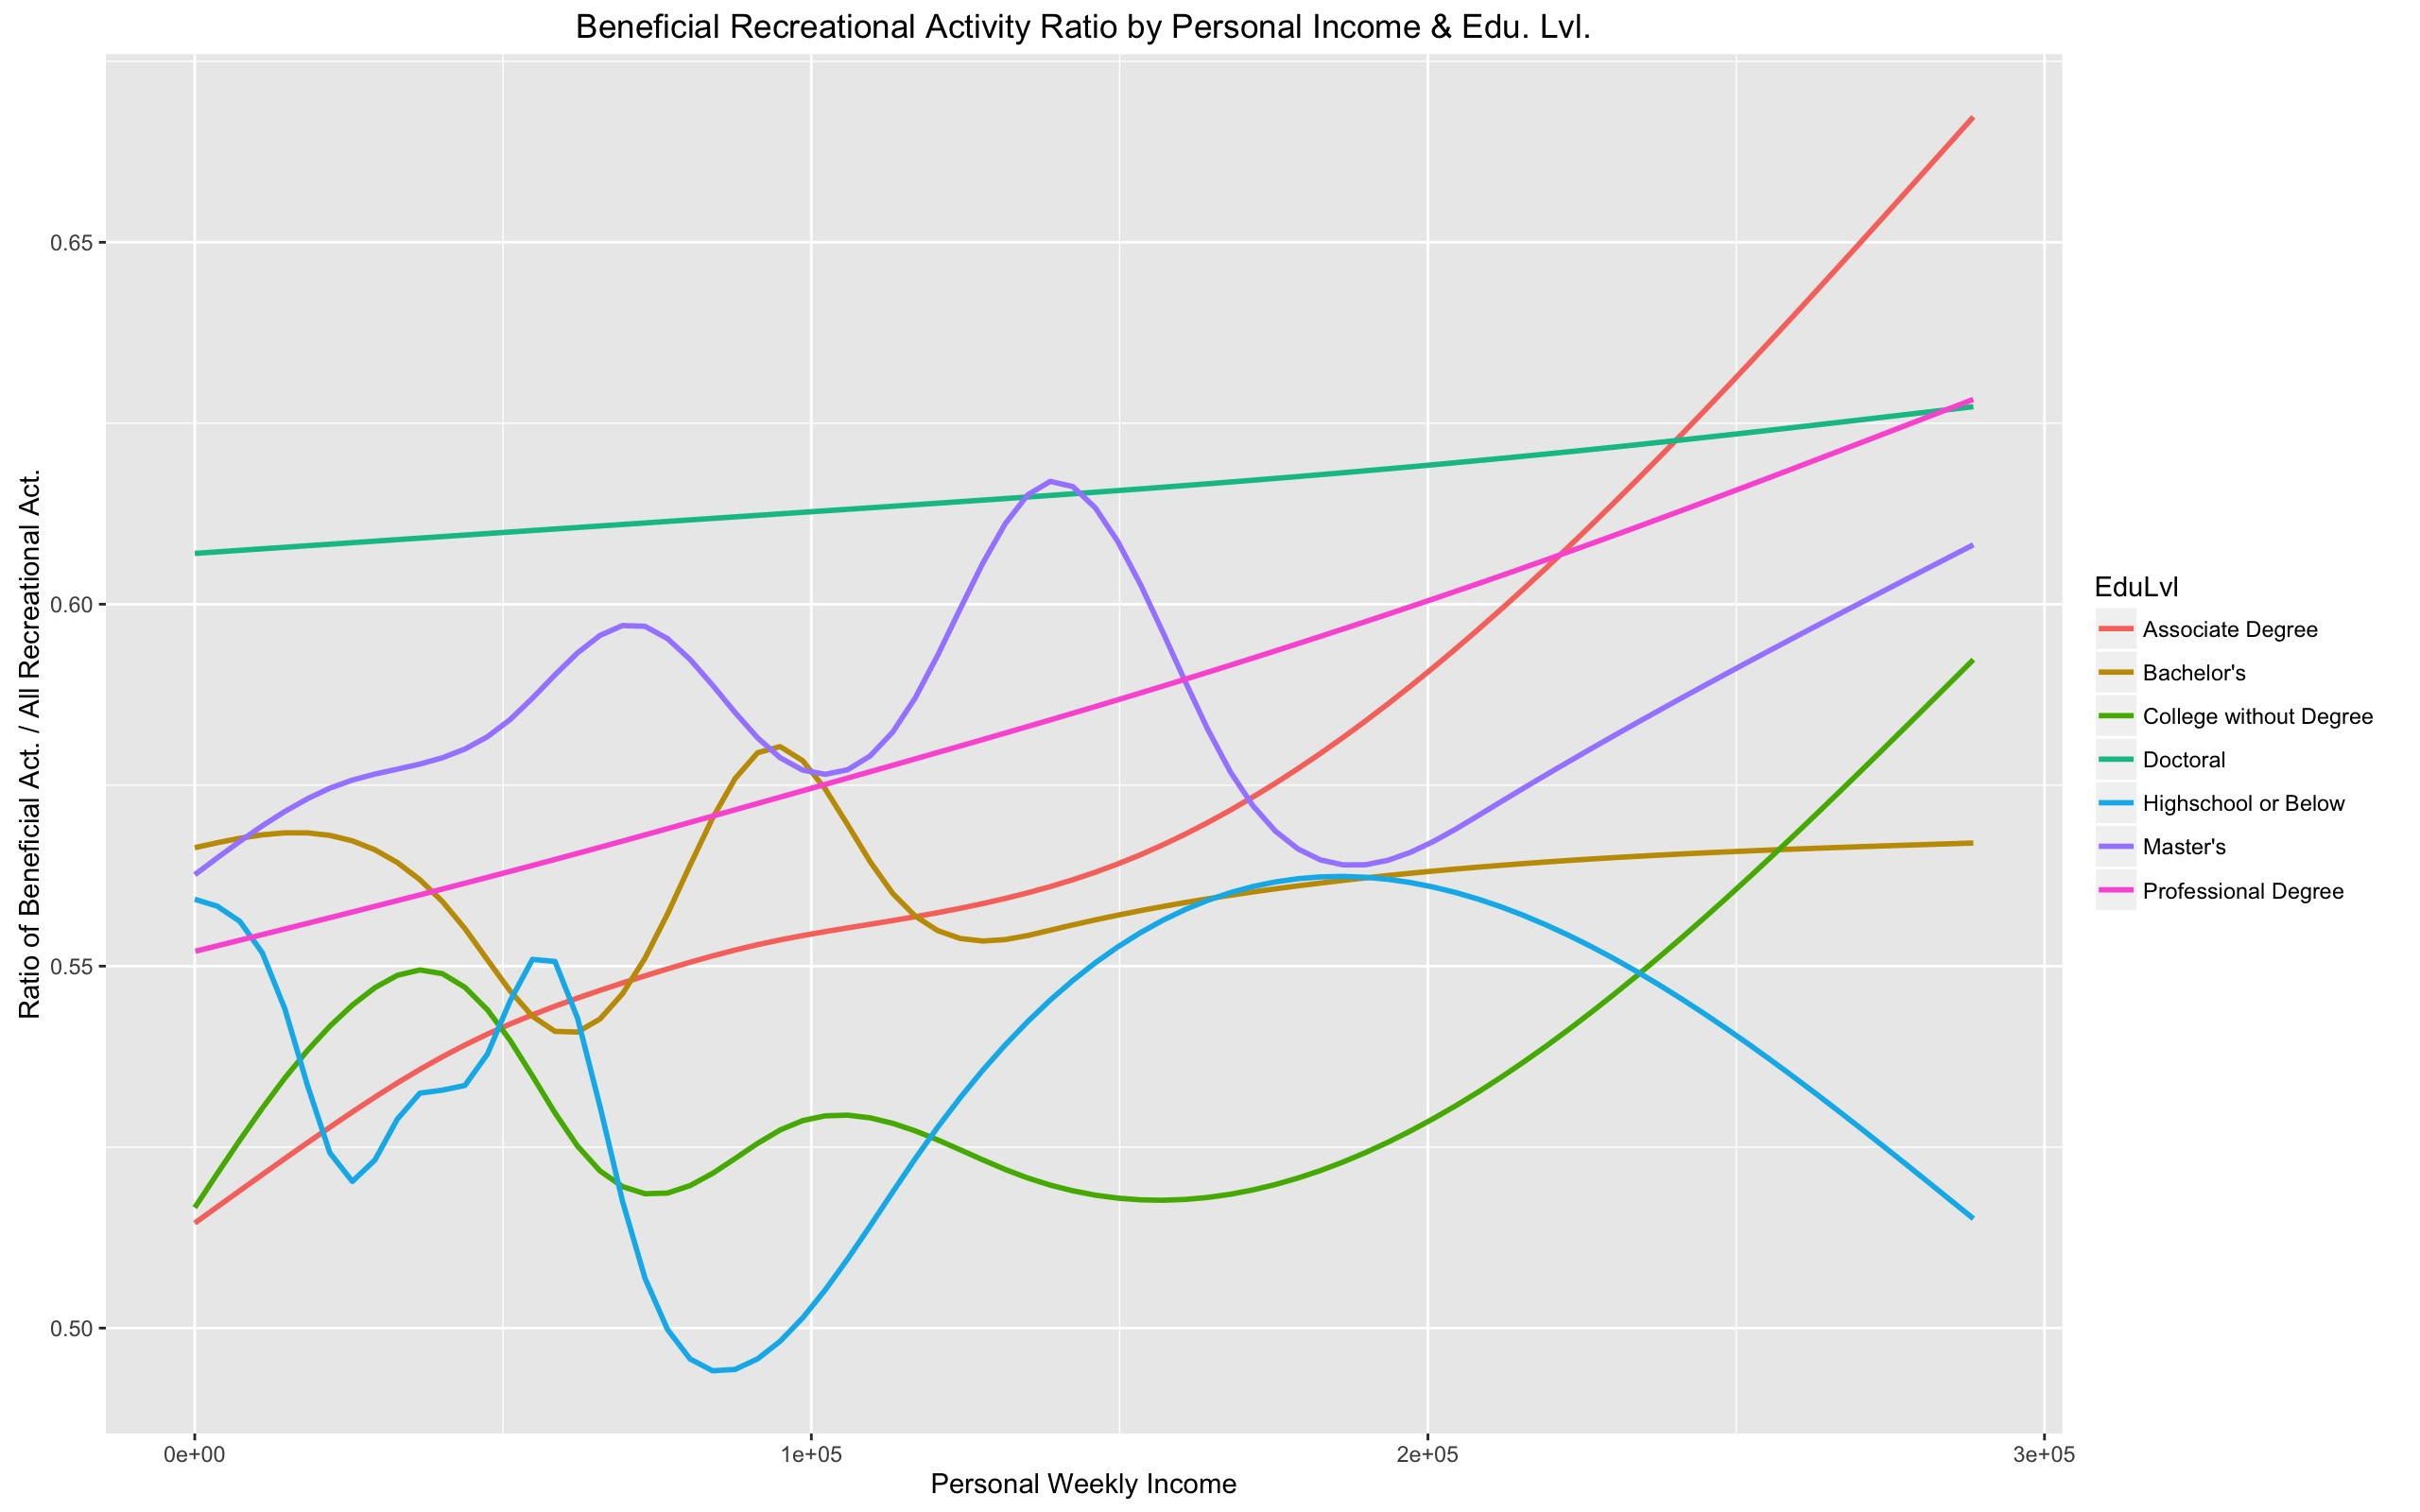 Beneficial Recreational Activity Ratio by Personal Income & Edu. Lvl.
Ratio of Beneficial Act. / All Recreational Act.
0.65
0.60
0.55
0.50
0e+00
1e+05
2e+05
3e+05
Personal Weekly Income
EduLvl
Associate Degree
Bachelor's
College without Degree
Doctoral
Highschool or Below
Master's
Professional Degree